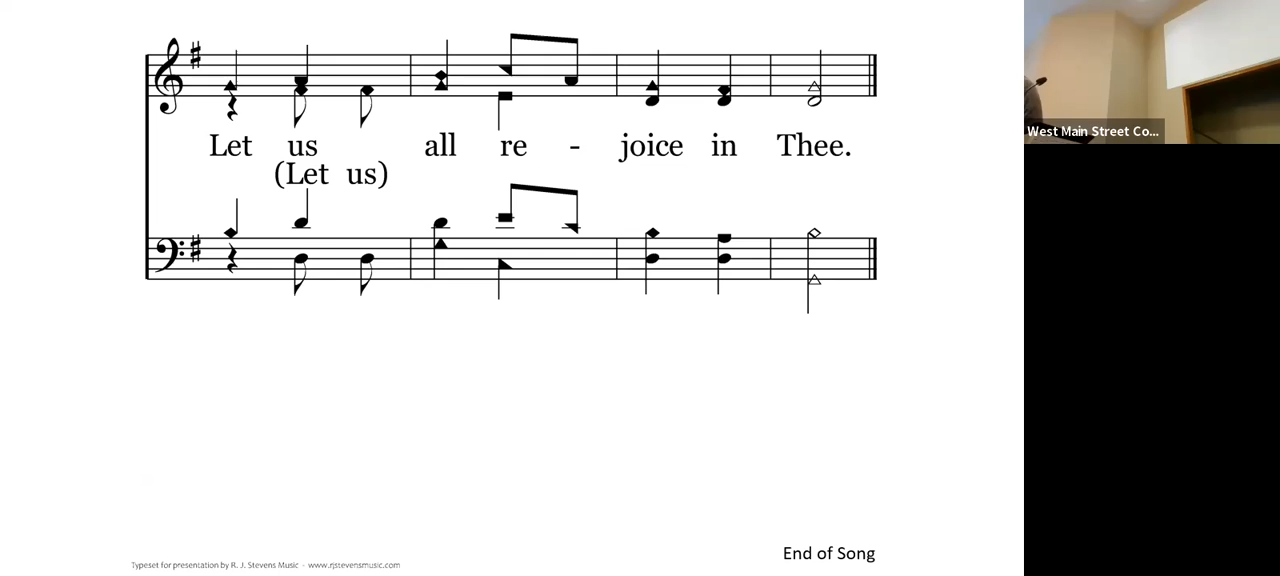 Let us all re - joice in Thee.
(Let us)
West Main Street Co...
End of Song
Typeset for presentation by R. J. Stevens Music - www.rjstevensmusic.com